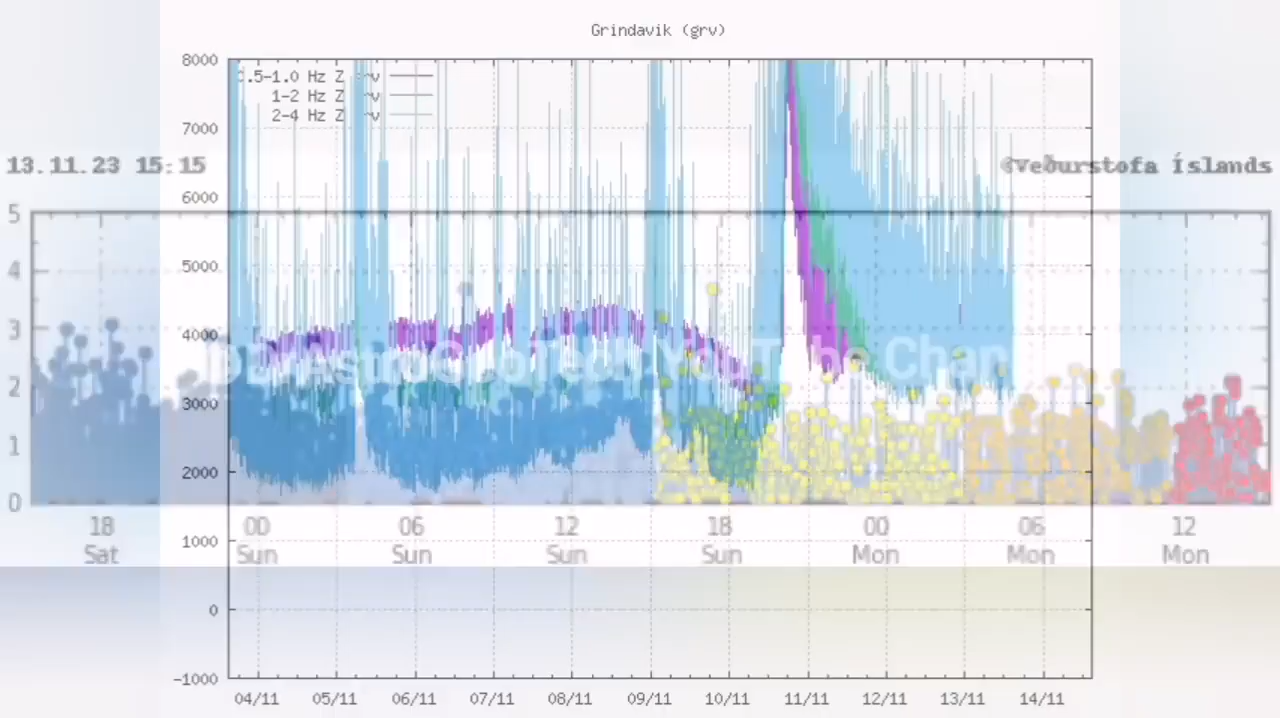 Grindavik (grv)
8000
0.5-1.0 Hz Z grv
1-2 Hz Z grv
2-4 Hz Z grv
7000
13.11.23 15:15
©Veðurstofa Íslands
6000
5
5000
4
4000
3
2
3000
1
2000
0
18 00 06 12 18 00 06 12
1000
Sat Sun Sun Sun Sun Mon Mon Mon
0
-1000
04/11 05/11 06/11 07/11 08/11 09/11 10/11 11/11 12/11 13/11 14/11